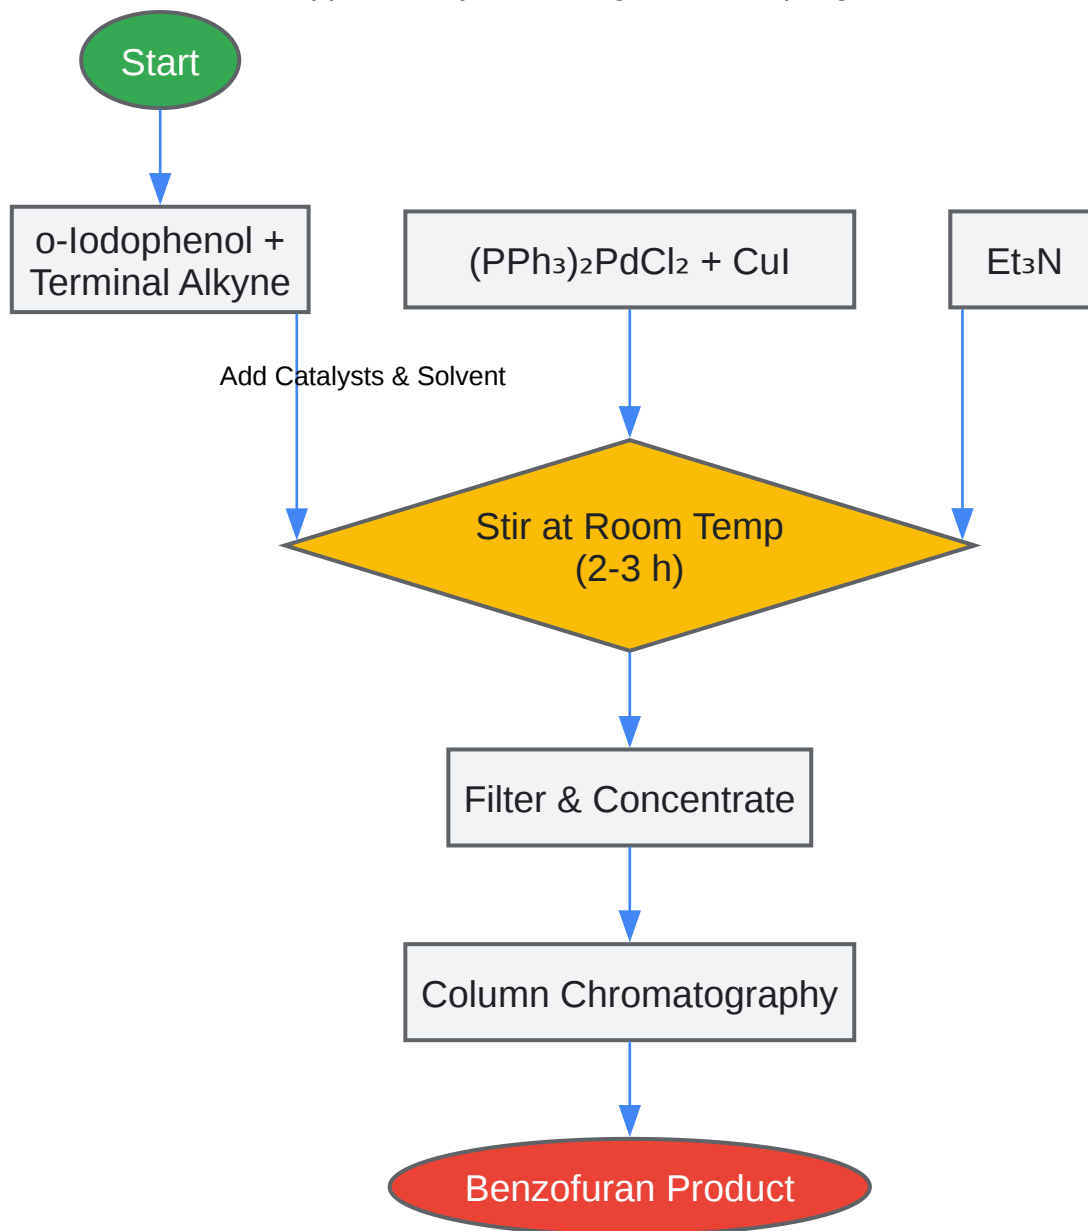 Start
o-Iodophenol +
Terminal Alkyne
(PPh₃)₂PdCl₂ + CuI
Et₃N
Add Catalysts & Solvent
Stir at Room Temp
(2-3 h)
Filter & Concentrate
Column Chromatography
Benzofuran Product